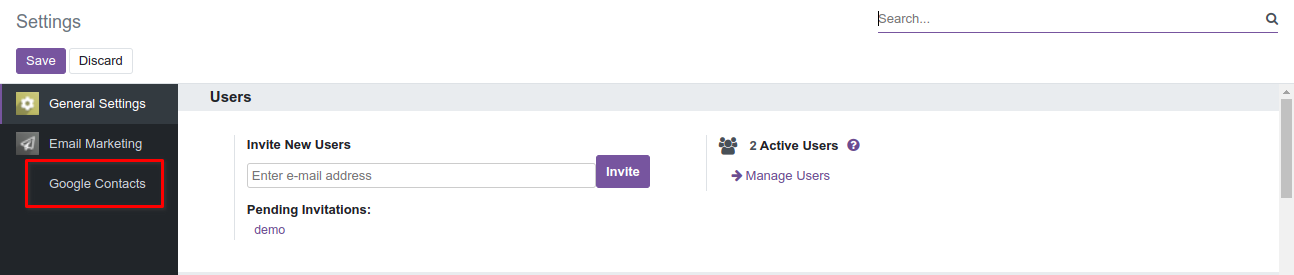 Settings
Search...
Save Discard
General Settings
Users
Email Marketing
Invite New Users
2 Active Users ?
Enter e-mail address
Invite
Manage Users
Google Contacts
Pending Invitations:
demo